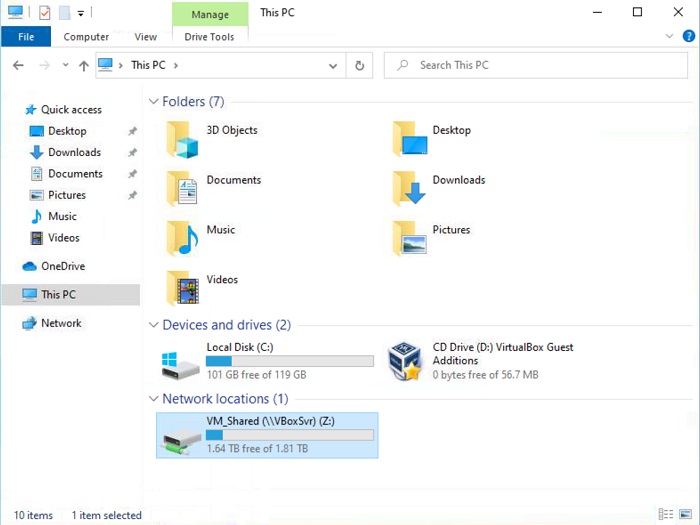 Manage
This PC
File
Computer
View
Drive Tools
This PC
Search This PC
Quick access
Desktop
Downloads
Documents
Pictures
Music
Videos
OneDrive
This PC
Network
Folders (7)
3D Objects
Desktop
Documents
Downloads
Music
Pictures
Videos
Devices and drives (2)
Local Disk (C:)
101 GB free of 119 GB
CD Drive (D:) VirtualBox Guest
Additions
0 bytes free of 56.7 MB
Network locations (1)
VM_Shared (\\VBoxSvr) (Z:)
1.64 TB free of 1.81 TB
10 items
1 item selected